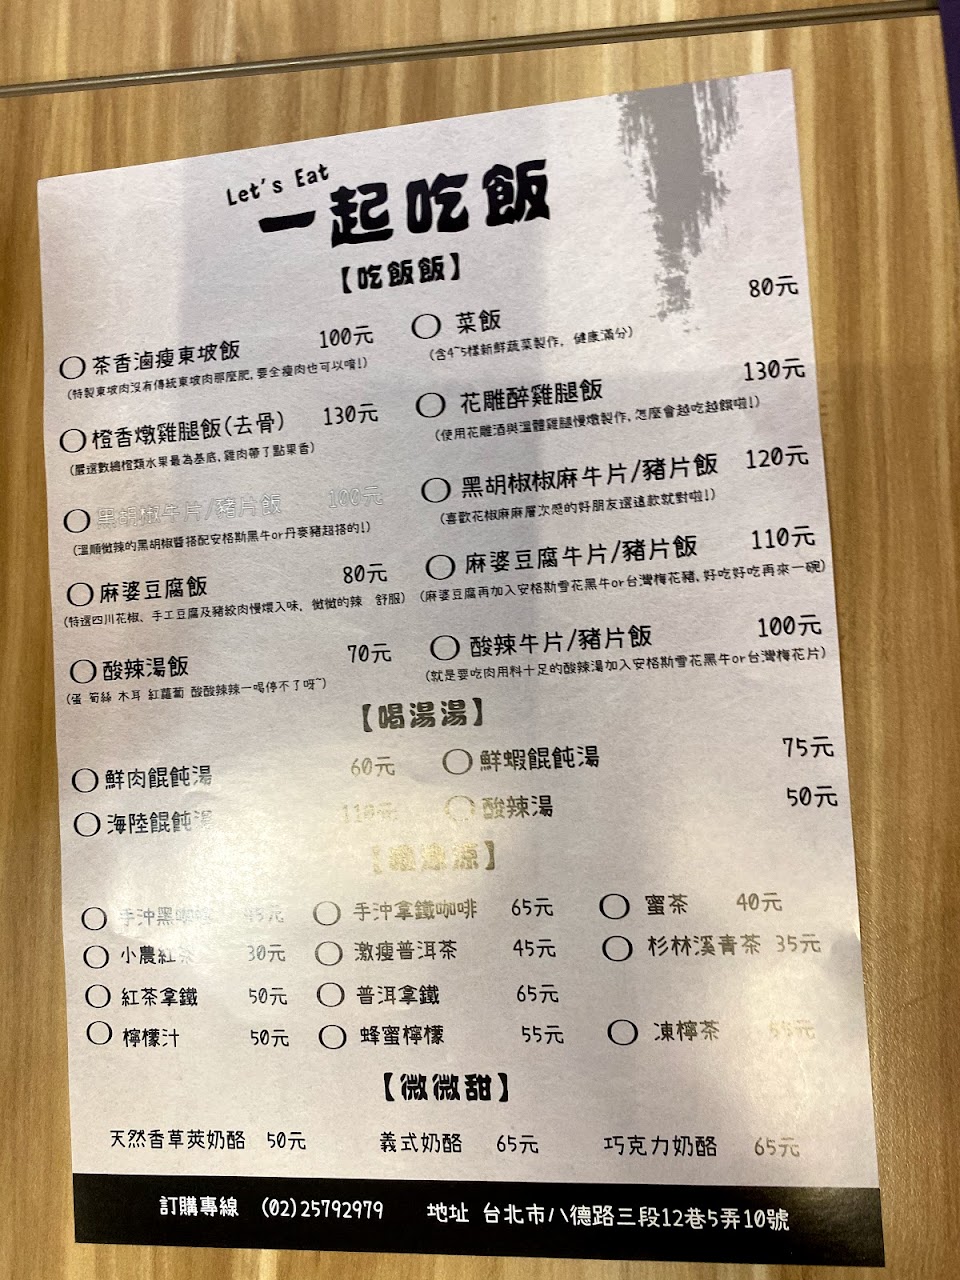 Let's Eat
一起吃飯
【吃飯飯】
茶香滷瘦東坡飯 100元
(特製東坡肉沒有傳統東坡肉那麼肥,要全瘦肉也可以唷!)
菜飯 80元
(含4~5樣新鮮蔬菜製作, 健康滿分)
橙香燉雞腿飯(去骨) 130元
(嚴選數總橙類水果最為基底,雞肉帶了點果香)
花雕醉雞腿飯 130元
(使用花雕酒與溫體雞腿慢燉製作,怎麼會越吃越餓啦!)
黑胡椒牛片/豬片飯 100元
(溫順微辣的黑胡椒醬搭配安格斯黑牛or丹麥豬超搭的!)
黑胡椒椒麻牛片/豬片飯 120元
(喜歡花椒麻麻層次感的好朋友選這款就對啦!)
麻婆豆腐飯 80元
(特選四川花椒、手工豆腐及豬絞肉慢煨入味, 微微的辣 舒服)
麻婆豆腐牛片/豬片飯 110元
(麻婆豆腐再加入安格斯雪花黑牛or台灣梅花豬,好吃好吃再來一碗)
酸辣湯飯 70元
(蛋 筍絲 木耳 紅蘿蔔 酸酸辣辣一喝停不了呀~)
酸辣牛片/豬片飯 100元
(就是要吃肉用料十足的酸辣湯加入安格斯雪花黑牛or台灣梅花片)
【喝湯湯】
鮮肉餛飩湯 60元
鮮蝦餛飩湯 75元
海陸餛飩湯 110元
酸辣湯 50元
手沖黑咖啡 45元
手沖拿鐵咖啡 65元
蜜茶 40元
小農紅茶 30元
激瘦普洱茶 45元
杉林溪青茶 35元
紅茶拿鐵 50元
普洱拿鐵 65元
檸檬汁 50元
蜂蜜檸檬 55元
凍檸茶
【微微甜】
天然香草莢奶酪 50元
義式奶酪 65元
巧克力奶酪 65元
訂購專線 (02)25792979 地址 台北市八德路三段12巷5弄10號